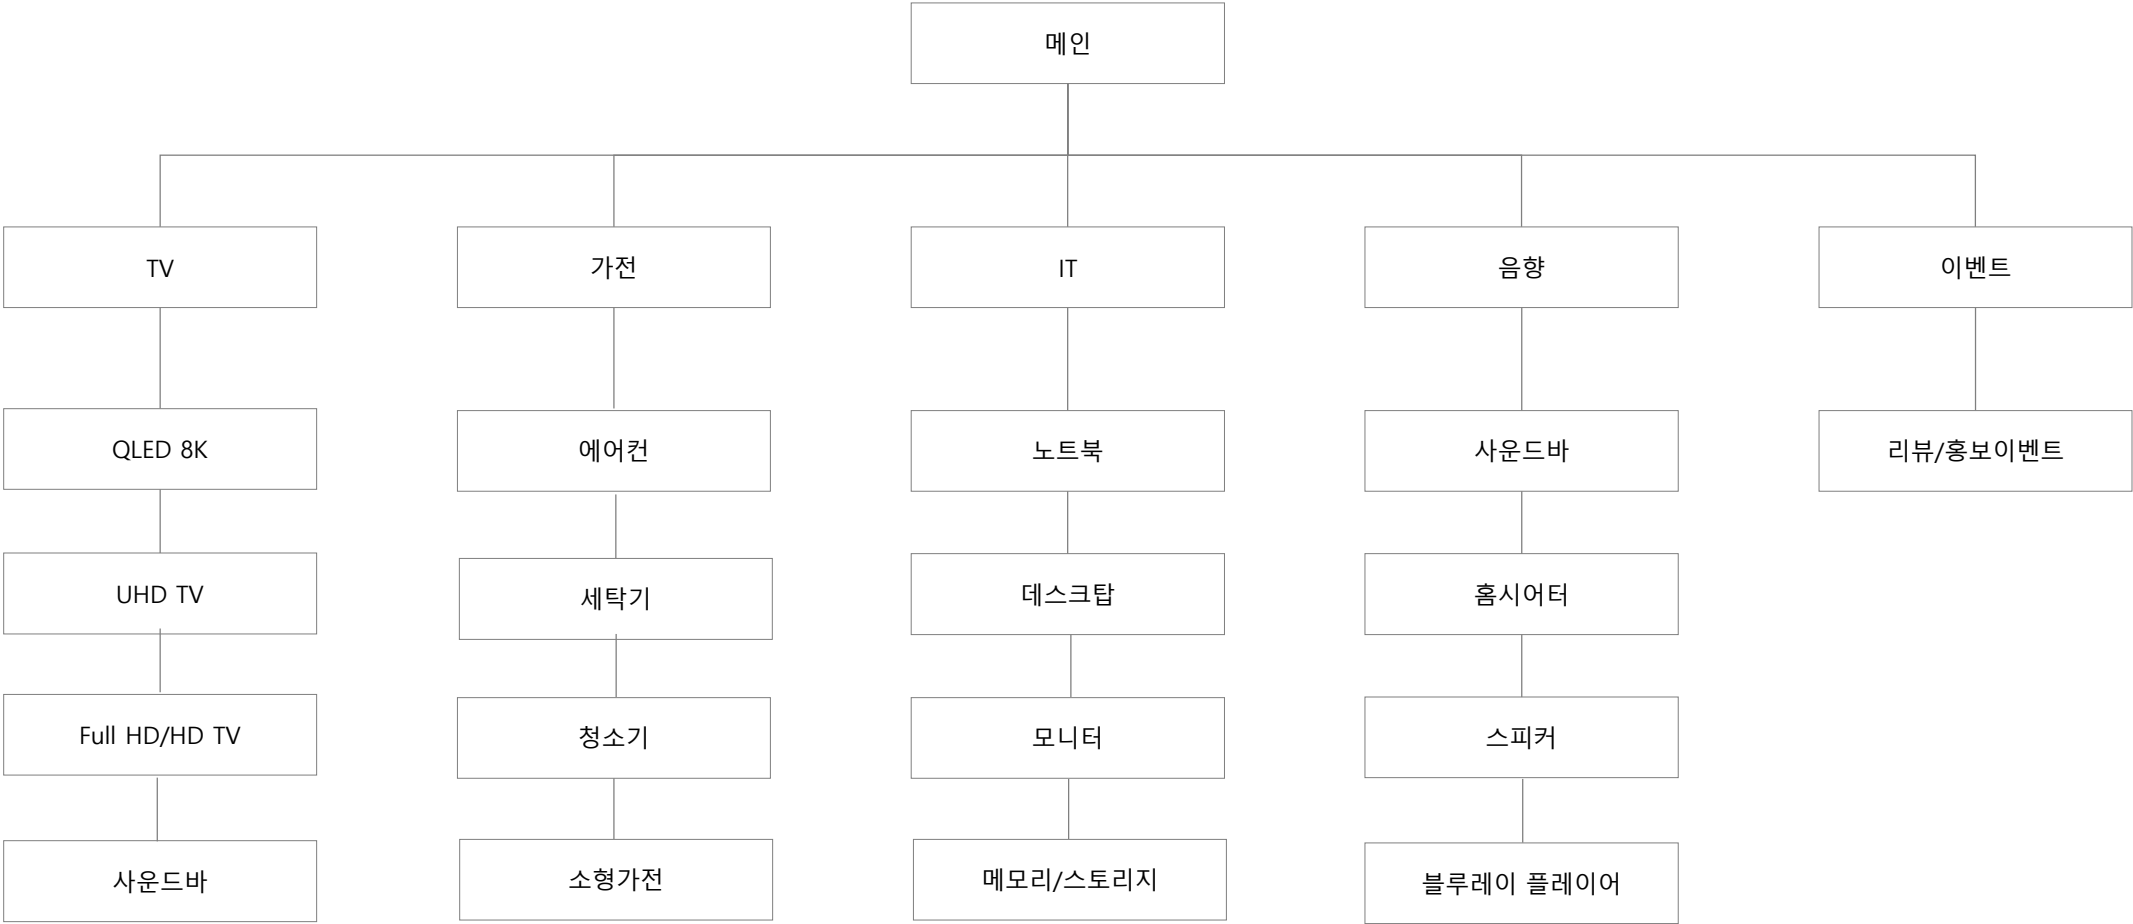 메인
TV
가전
IT
음향
이벤트
QLED 8K
에어컨
노트북
사운드바
리뷰/홍보이벤트
UHD TV
세탁기
데스크탑
홈시어터
Full HD/HD TV
청소기
모니터
스피커
사운드바
소형가전
메모리/스토리지
블루레이 플레이어